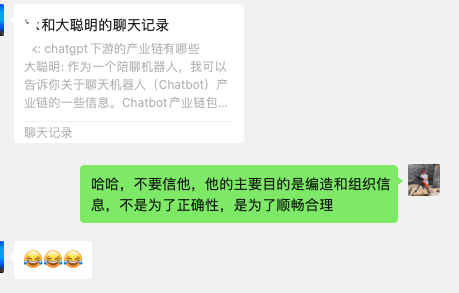 和大聪明的聊天记录
: chatgpt下游的产业链有哪些
大聪明: 作为一个陪聊机器人，我可以
告诉你关于聊天机器人（Chatbot）产
业链的一些信息。Chatbot产业链包...
聊天记录
哈哈，不要信他，他的主要目的是编造和组织信
息，不是为了正确性，是为了顺畅合理